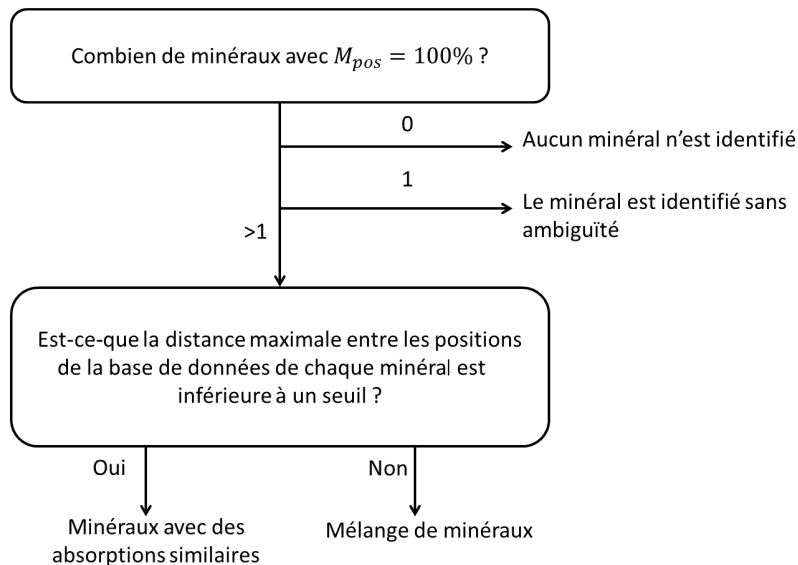 Combien de minéraux avec M_pos = 100% ?
0
Aucun minéral n'est identifié
1
Le minéral est identifié sans
ambiguïté
>1
Est-ce-que la distance maximale entre les positions
de la base de données de chaque minéral est
inférieure à un seuil ?
Oui
Non
Minéraux avec des
absorptions similaires
Mélange de minéraux